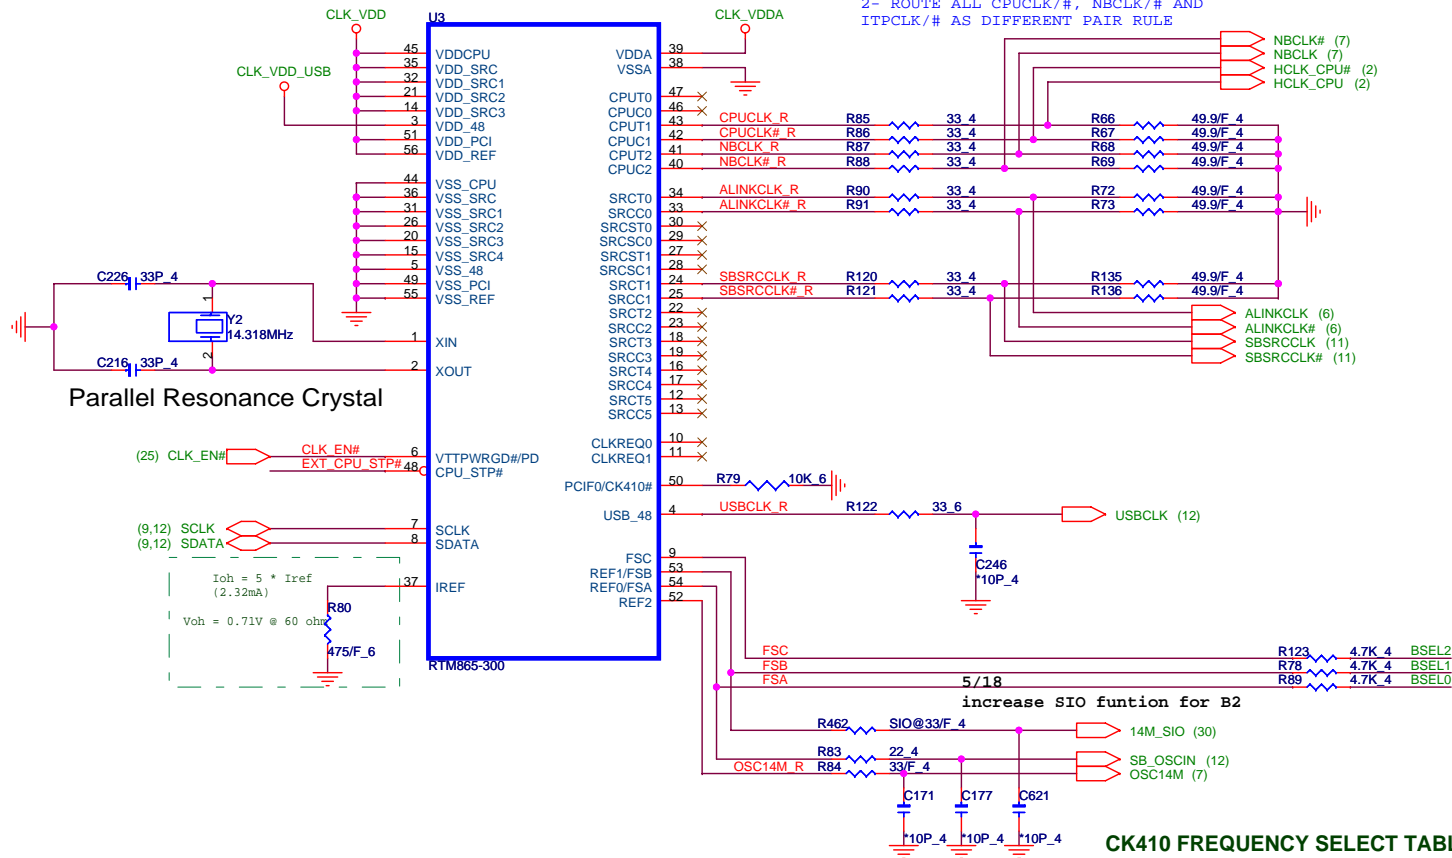 2- ROUTE ALL CPUCLK/#, NBCLK/# AND
ITPCLK/# AS DIFFERENT PAIR RULE
CLK_VDD
U3
CLK_VDDA
CLK_VDD_USB
45 VDDCPU
35 VDD_SRC
32 VDD_SRC1
21 VDD_SRC2
14 VDD_SRC3
3 VDD_48
51 VDD_PCI
56 VDD_REF
44 VSS_CPU
36 VSS_SRC
31 VSS_SRC1
26 VSS_SRC2
20 VSS_SRC3
15 VSS_SRC4
5 VSS_48
49 VSS_PCI
55 VSS_REF
1 XIN
2 XOUT
6 VTTPWRGD#/PD
48 CPU_STP#
7 SCLK
8 SDATA
37 IREF
RTM865-300
VDDA 39
VSSA 38
CPUT0 47
CPUC0 46
CPUT1 43 CPUCLK_R R85 33_4 R66 49.9/F_4
CPUC1 42 CPUCLK#_R R86 33_4 R67 49.9/F_4
CPUT2 41 NBCLK_R R87 33_4 R68 49.9/F_4
CPUC2 40 NBCLK#_R R88 33_4 R69 49.9/F_4
SRCT0 34 ALINKCLK_R R90 33_4 R72 49.9/F_4
SRCC0 33 ALINKCLK#_R R91 33_4 R73 49.9/F_4
SRCST0 30
SRCSC0 29
SRCST1 27
SRCSC1 28
SRCT1 24 SBSRCCLK_R R120 33_4 R135 49.9/F_4
SRCC1 25 SBSRCCLK#_R R121 33_4 R136 49.9/F_4
SRCT2 22
SRCC2 23
SRCT3 18
SRCC3 19
SRCT4 16
SRCC4 17
SRCT5 12
SRCC5 13
CLKREQ0 10
CLKREQ1 11
PCIF0/CK410# 50 R79 10K_6
USB_48 4 USBCLK_R R122 33_6 USBCLK (12)
FSC 9
REF1/FSB 53
REF0/FSA 54
REF2 52
NBCLK# (7)
NBCLK (7)
HCLK_CPU# (2)
HCLK_CPU (2)
ALINKCLK (6)
ALINKCLK# (6)
SBSRCCLK (11)
SBSRCCLK# (11)
C246
*10P_4
C226 33P_4
1
Y2
14.318MHz
2
C216 33P_4
Parallel Resonance Crystal
(25) CLK_EN# CLK_EN#
EXT_CPU_STP#
(9,12) SCLK
(9,12) SDATA
Ioh = 5 * Iref
(2.32mA)
Voh = 0.71V @ 60 ohm
R80
475/F_6
FSC R123 4.7K_4 BSEL2
FSB R78 4.7K_4 BSEL1
FSA R89 4.7K_4 BSEL0
5/18
increase SIO funtion for B2
R462 SIO@33/F_4 14M_SIO (30)
R83 22_4 SB_OSCIN (12)
OSC14M_R R84 33/F_4 OSC14M (7)
C171 C177 C621
*10P_4 *10P_4 *10P_4
CK410 FREQUENCY SELECT TABL